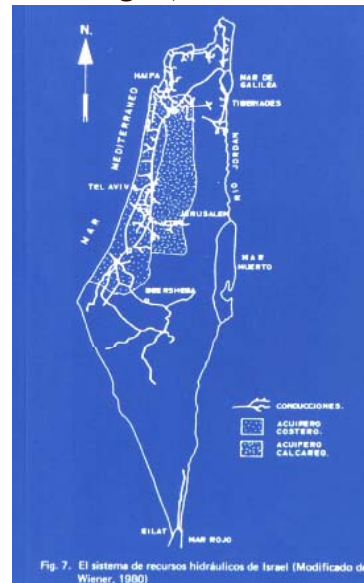 N.
HAIFA
MAR DE
GALILEA
TIBERIADES
MAR MEDITERRANEO
RIO JORDAN
TEL AVIV
JERUSALEM
MAR
MUERTO
BEERSHEBA
CONDUCCIONES.
ACUIFERO
COSTERO.
ACUIFERO
CALCAREO.
EILAT
MAR ROJO
Fig. 7. El sistema de recursos hidráulicos de Israel (Modificado de
Wiener, 1980)